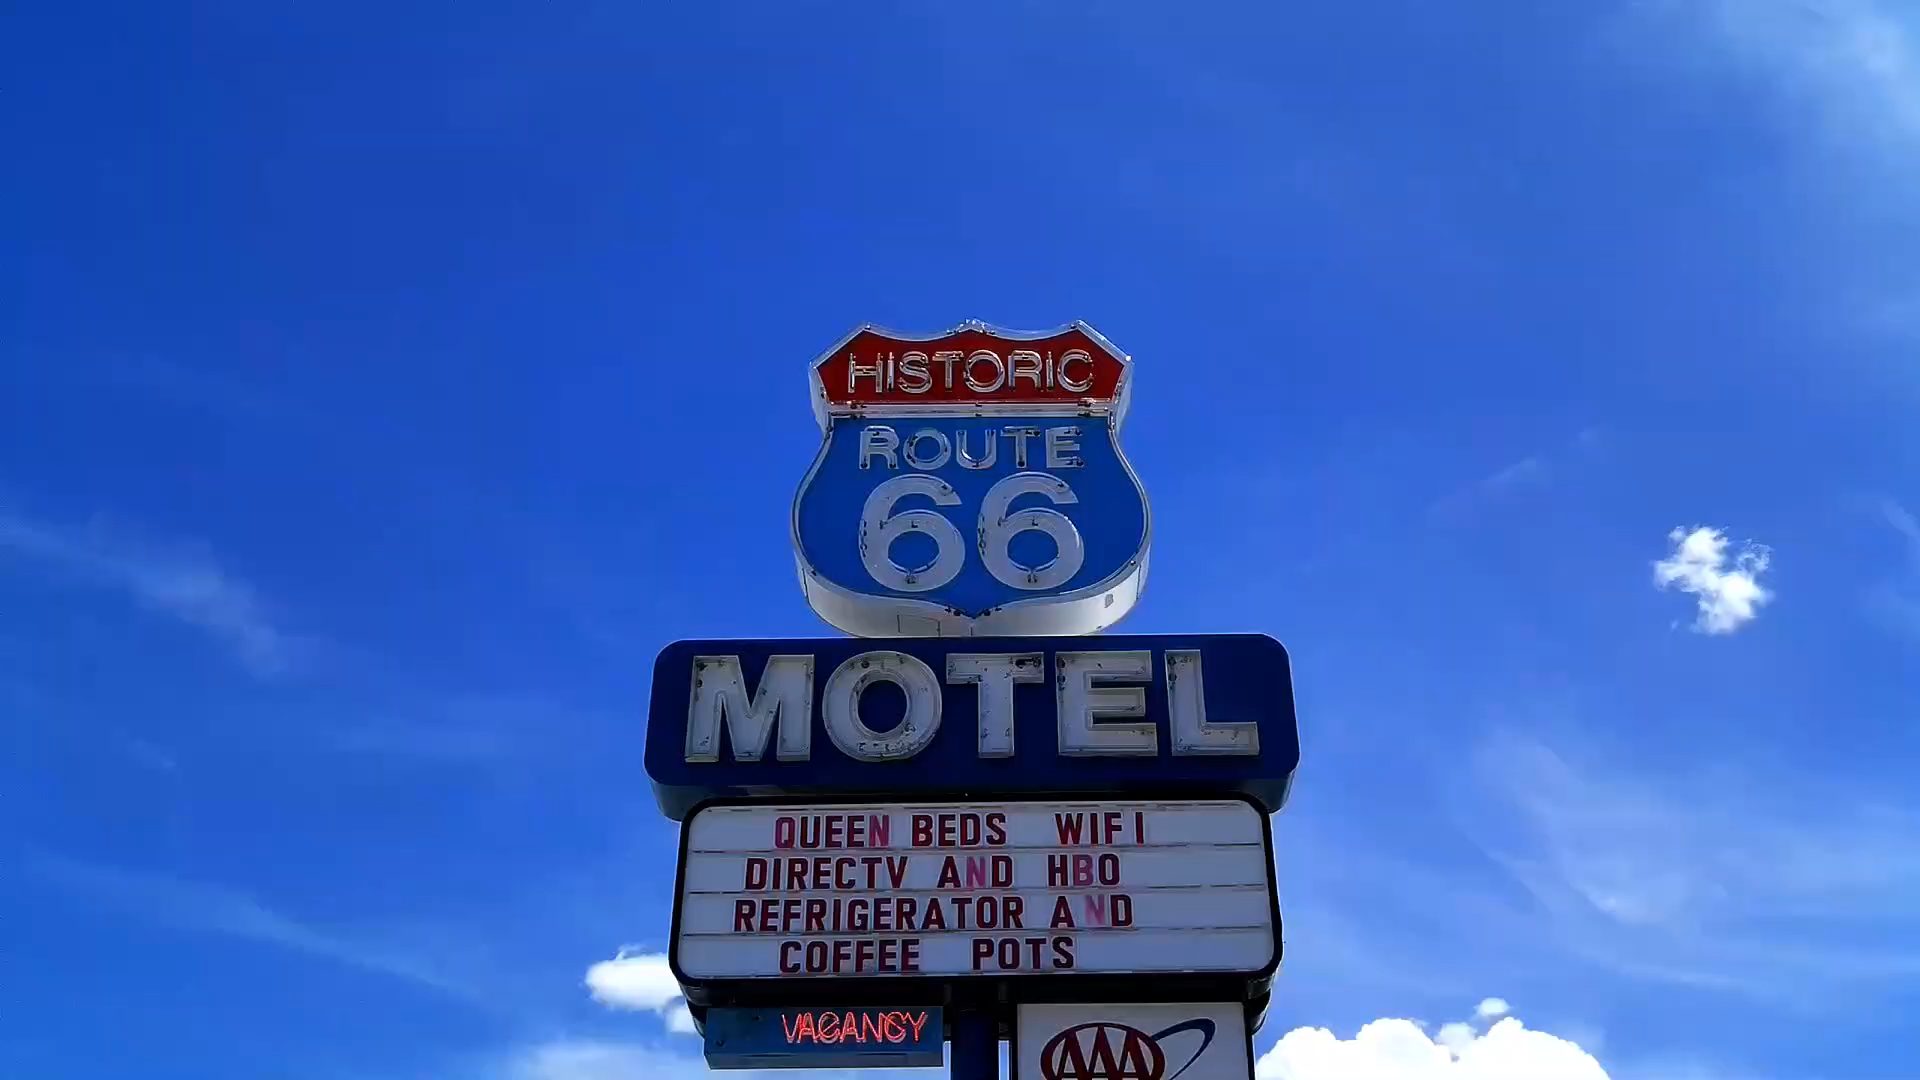 HISTORIC
ROUTE
66
MOTEL
QUEEN BEDS WIFI
DIRECTV AND HBO
REFRIGERATOR AND
COFFEE POTS
VACANCY
AAA